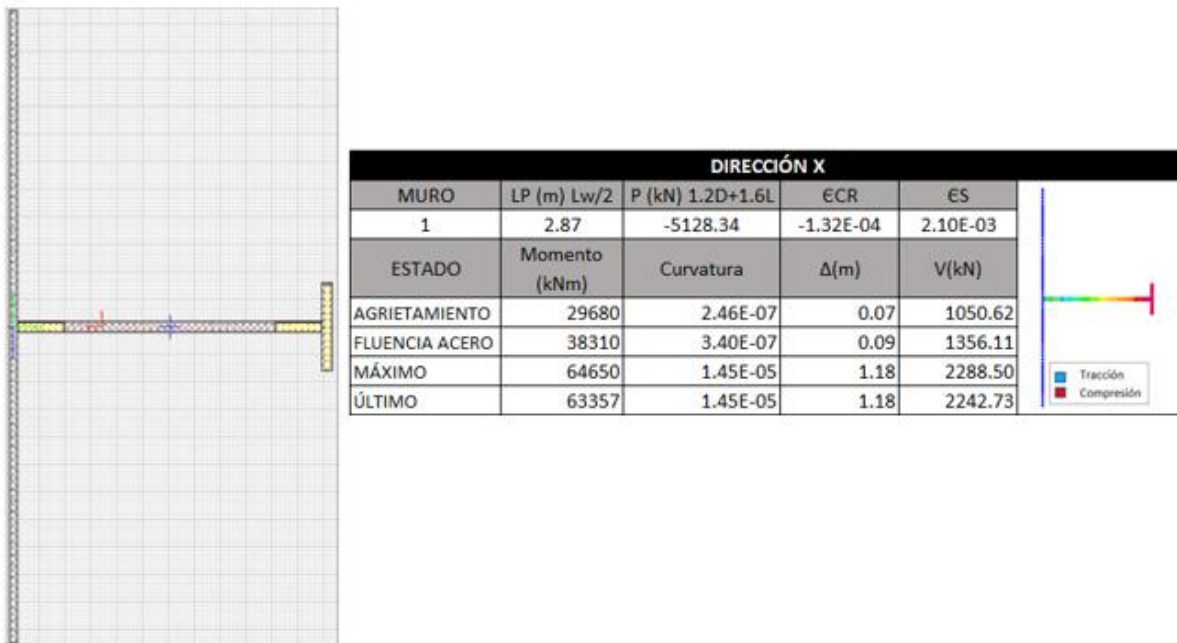 DIRECCIÓN X
MURO LP (m) Lw/2 P (kN) 1.2D+1.6L ЄCR ЄS
1 2.87 -5128.34 -1.32E-04 2.10E-03
ESTADO Momento (kNm) Curvatura Δ(m) V(kN)
AGRIETAMIENTO 29680 2.46E-07 0.07 1050.62
FLUENCIA ACERO 38310 3.40E-07 0.09 1356.11
MÁXIMO 64650 1.45E-05 1.18 2288.50
ÚLTIMO 63357 1.45E-05 1.18 2242.73
Tracción
Compresión